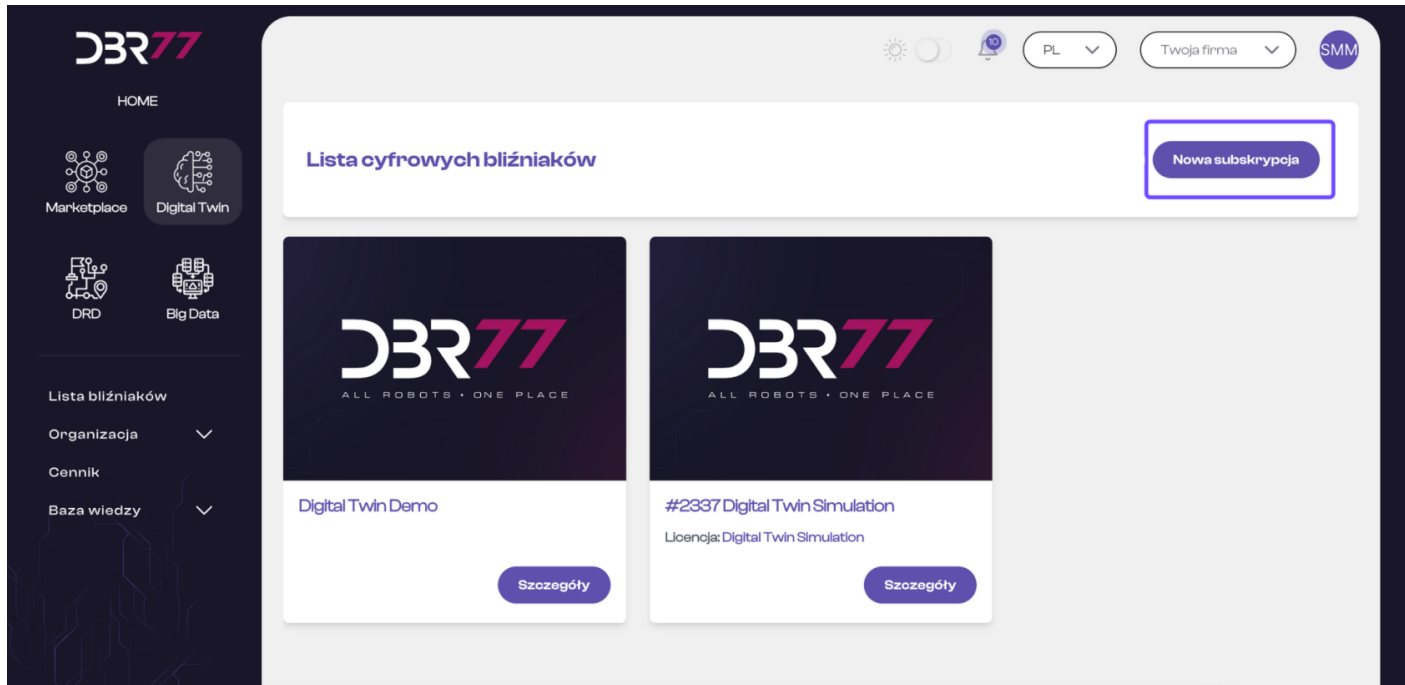 DBR77
HOME
Marketplace
Digital Twin
DRD
Big Data
Lista bliźniaków
Organizacja
Cennik
Baza wiedzy
10
PL
Twoja firma
SMM
Lista cyfrowych bliźniaków
Nowa subskrypcja
DBR77
ALL ROBOTS • ONE PLACE
Digital Twin Demo
Szczegóły
DBR77
ALL ROBOTS • ONE PLACE
#2337 Digital Twin Simulation
Licencja: Digital Twin Simulation
Szczegóły